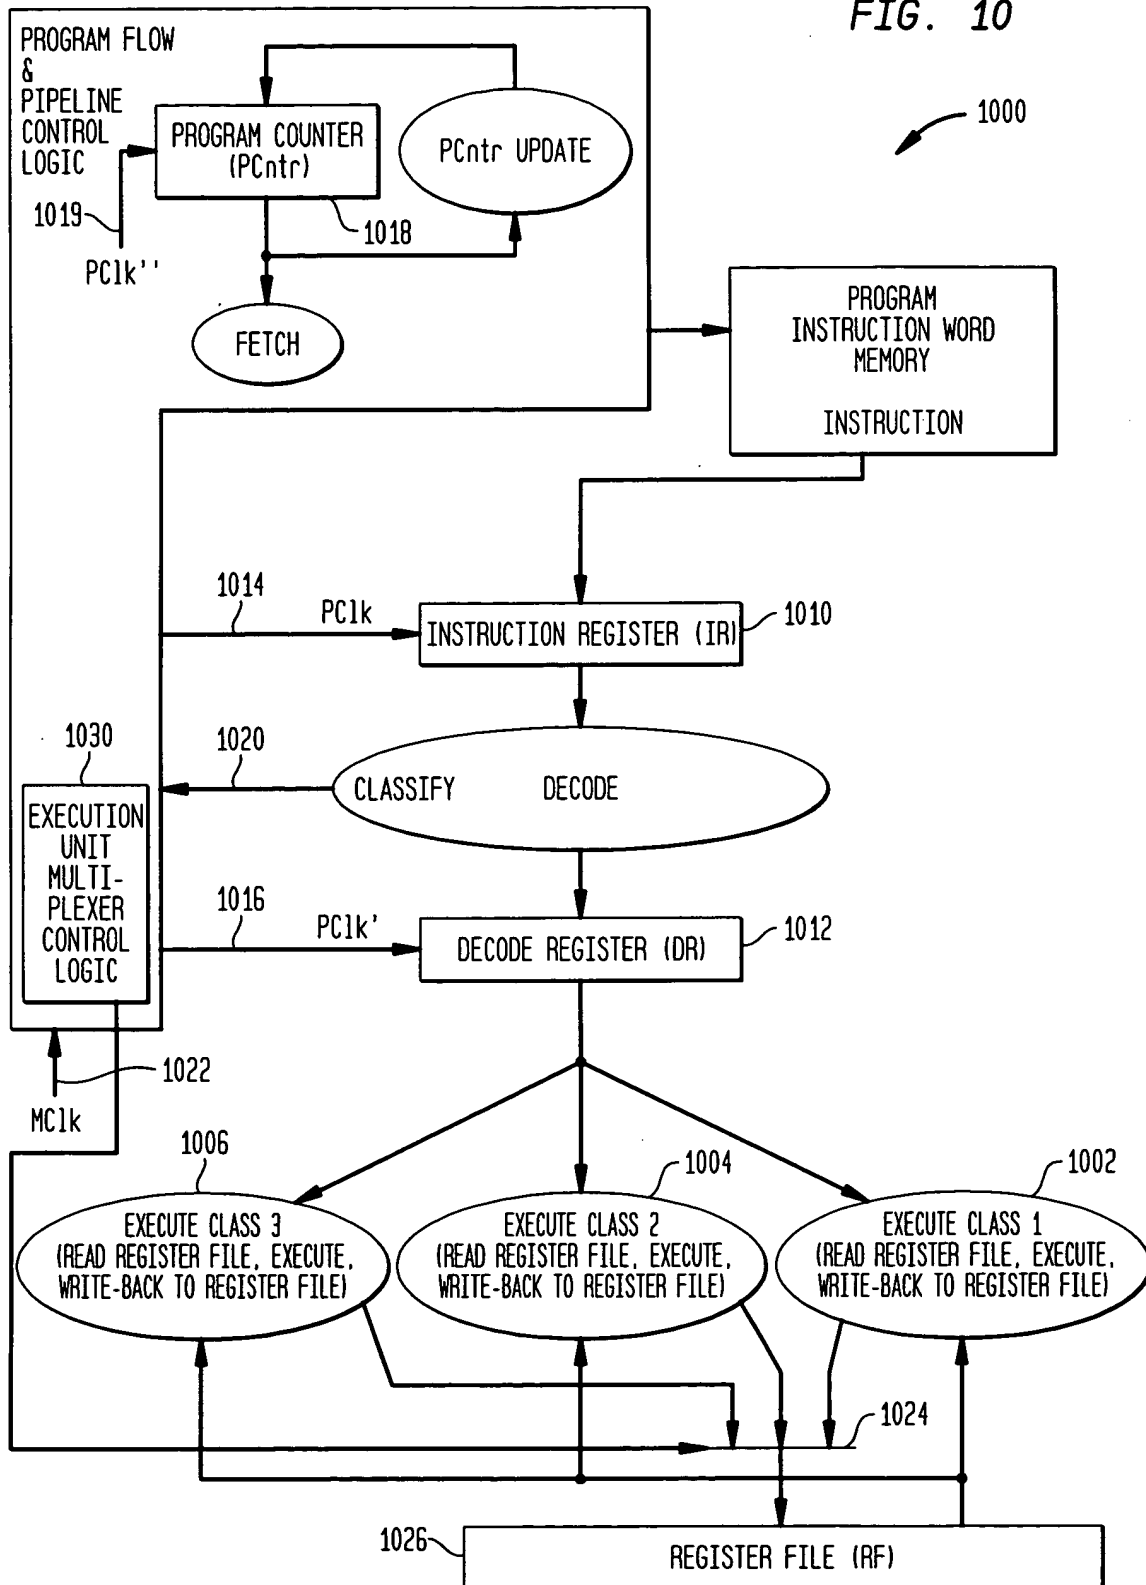 FIG. 10
PROGRAM FLOW
&
PIPELINE
CONTROL
LOGIC
PROGRAM COUNTER
(PCntr)
PCntr UPDATE
1000
1019
1018
PClk''
FETCH
PROGRAM
INSTRUCTION WORD
MEMORY
INSTRUCTION
1014
PClk
INSTRUCTION REGISTER (IR)
1010
1030
1020
CLASSIFY
DECODE
EXECUTION
UNIT
MULTI-
PLEXER
CONTROL
LOGIC
1016
PClk'
DECODE REGISTER (DR)
1012
1022
MClk
1006
1004
1002
EXECUTE CLASS 3
(READ REGISTER FILE, EXECUTE,
WRITE-BACK TO REGISTER FILE)
EXECUTE CLASS 2
(READ REGISTER FILE, EXECUTE,
WRITE-BACK TO REGISTER FILE)
EXECUTE CLASS 1
(READ REGISTER FILE, EXECUTE,
WRITE-BACK TO REGISTER FILE)
1024
1026
REGISTER FILE (RF)